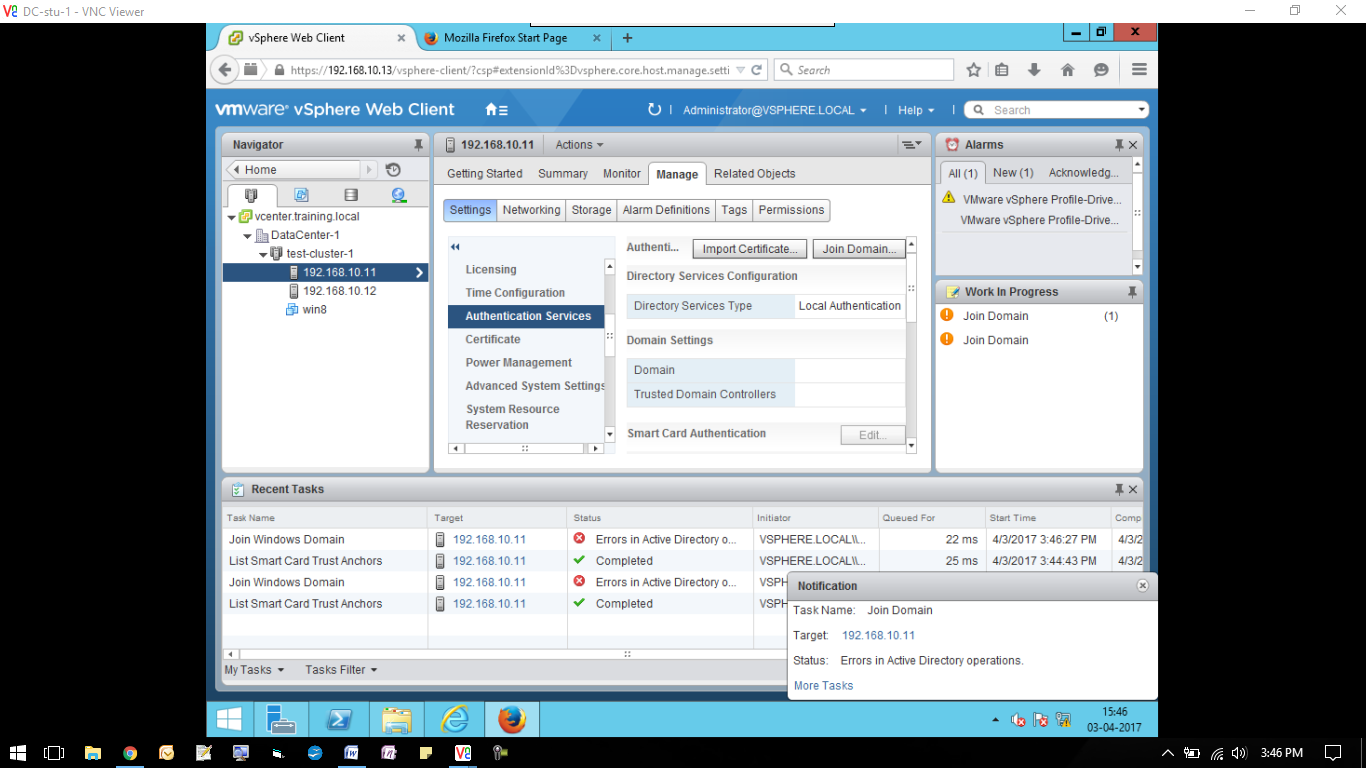 DC-stu-1 - VNC Viewer
vSphere Web Client
Mozilla Firefox Start Page
https://192.168.10.13/vsphere-client/?csp#extensionId%3Dvsphere.core.host.manage.setti
Search
vmware® vSphere Web Client
Administrator@VSPHERE.LOCAL
Help
Search
Navigator
Home
vcenter.training.local
DataCenter-1
test-cluster-1
192.168.10.11
192.168.10.12
win8
192.168.10.11
Actions
Getting Started
Summary
Monitor
Manage
Related Objects
Settings
Networking
Storage
Alarm Definitions
Tags
Permissions
Licensing
Time Configuration
Authentication Services
Certificate
Power Management
Advanced System Settings
System Resource
Reservation
Authenti...
Import Certificate...
Join Domain...
Directory Services Configuration
Directory Services Type
Local Authentication
Domain Settings
Domain
Trusted Domain Controllers
Smart Card Authentication
Edit...
Alarms
All (1)
New (1)
Acknowledg...
VMware vSphere Profile-Drive...
VMware vSphere Profile-Drive...
Work In Progress
Join Domain (1)
Join Domain
Recent Tasks
Task Name Target Status Initiator Queued For Start Time Comp
Join Windows Domain 192.168.10.11 Errors in Active Directory o... VSPHERE.LOCAL\\... 22 ms 4/3/2017 3:46:27 PM 4/3/2
List Smart Card Trust Anchors 192.168.10.11 Completed VSPHERE.LOCAL\\... 25 ms 4/3/2017 3:44:43 PM 4/3/2
Join Windows Domain 192.168.10.11 Errors in Active Directory o... VSPH
List Smart Card Trust Anchors 192.168.10.11 Completed VSPH
My Tasks
Tasks Filter
Notification
Task Name: Join Domain
Target: 192.168.10.11
Status: Errors in Active Directory operations.
More Tasks
15:46
03-04-2017
3:46 PM